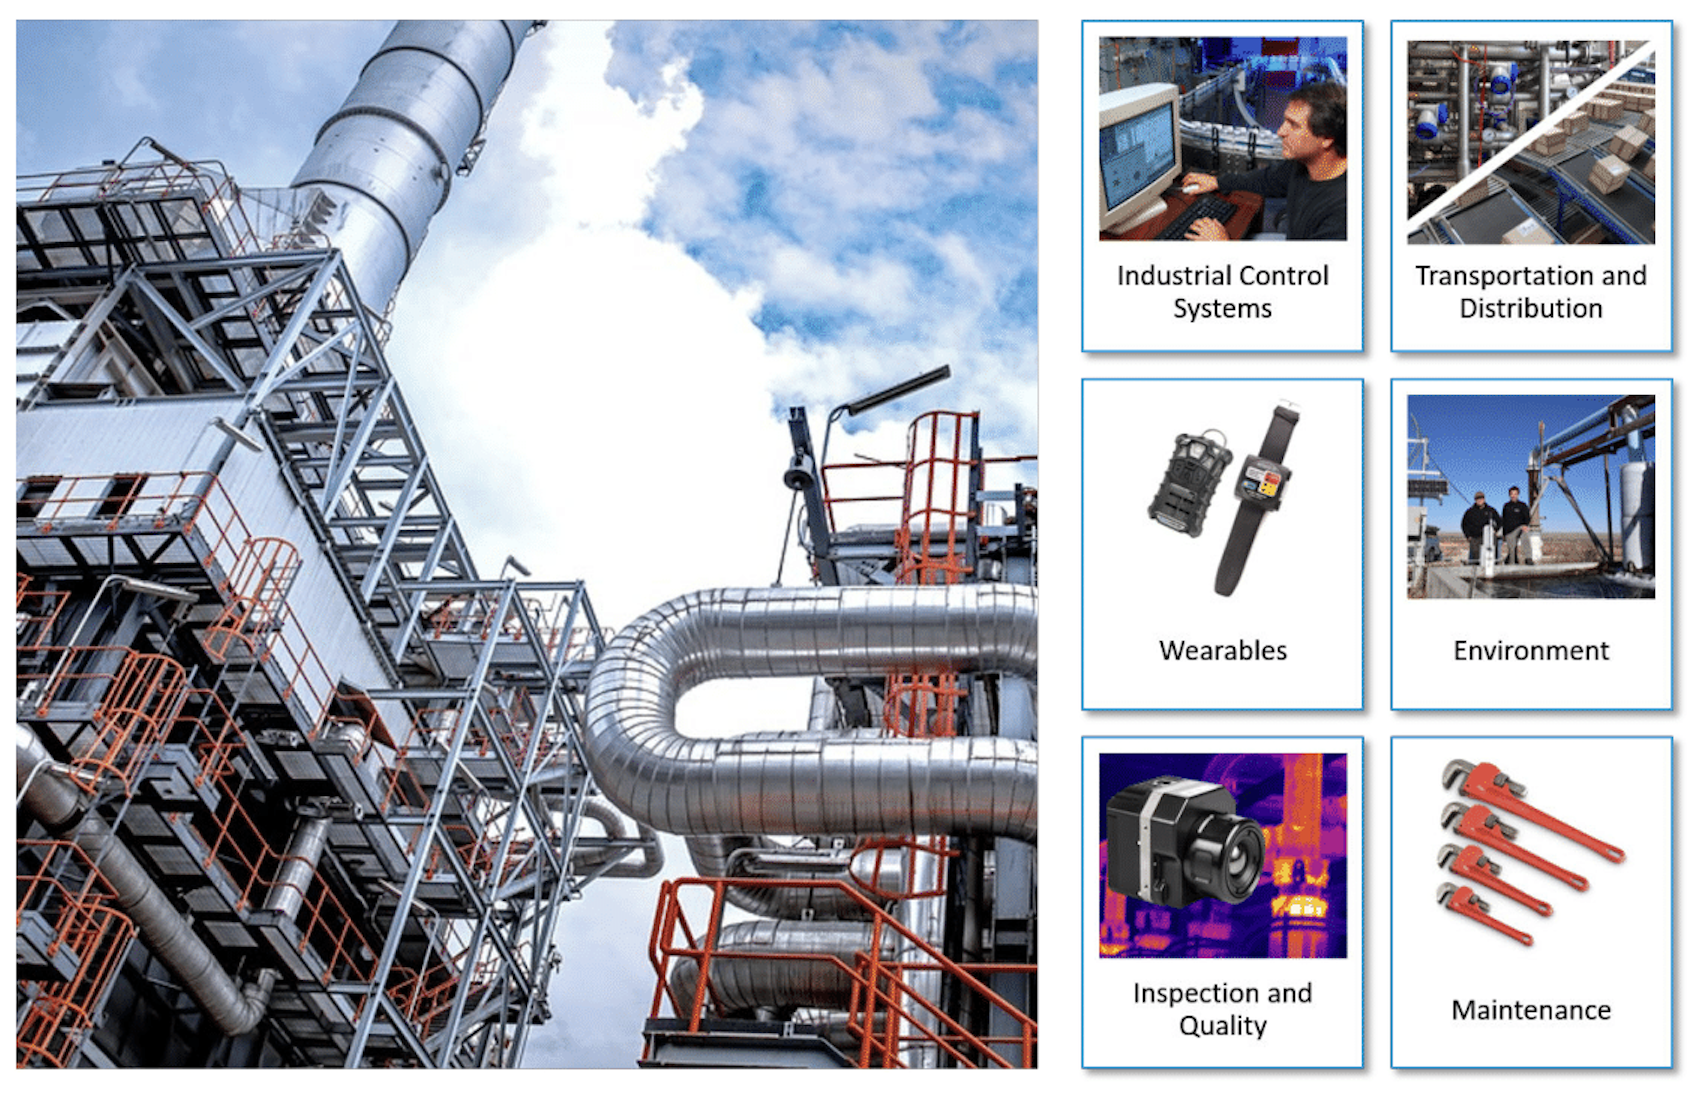 Industrial Control
Systems
Transportation and
Distribution
Wearables
Environment
Inspection and
Quality
Maintenance